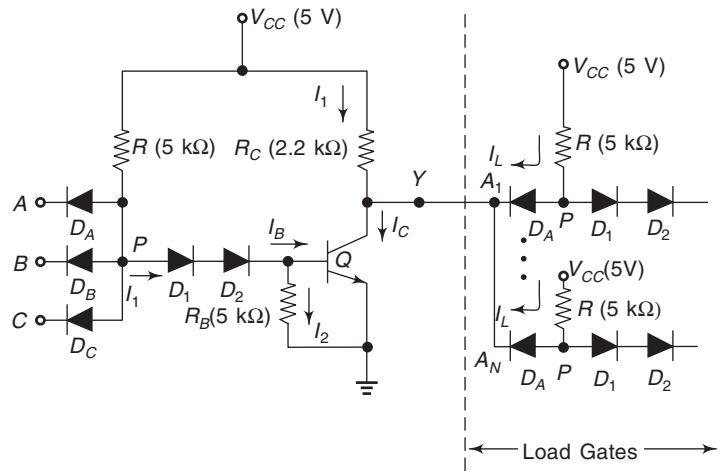 V_CC (5 V)
I_1
R (5 kΩ)
R_C (2.2 kΩ)
A
D_A
B
D_B
C
D_C
P
I_1
D_1
D_2
I_B
R_B (5 kΩ)
I_2
Q
I_C
Y
V_CC (5 V)
R (5 kΩ)
I_L
A_1
D_A
P
D_1
D_2
V_CC (5V)
R (5 kΩ)
I_L
A_N
D_A
P
D_1
D_2
Load Gates